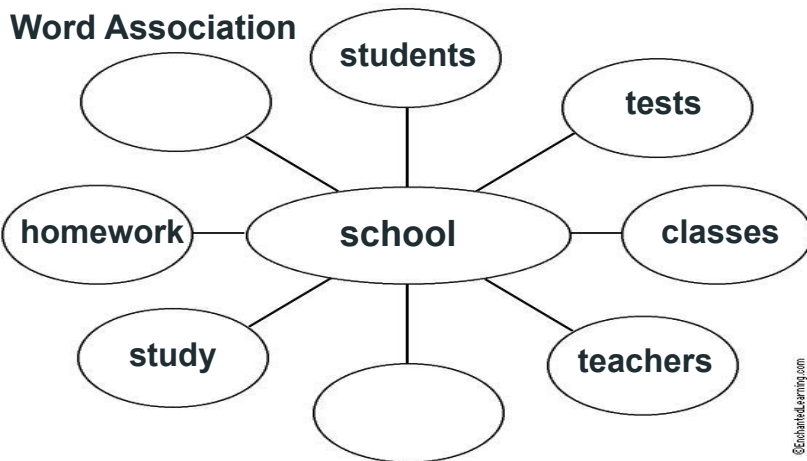 Word Association
students
tests
homework
school
classes
study
teachers
©EnchantedLearning.com